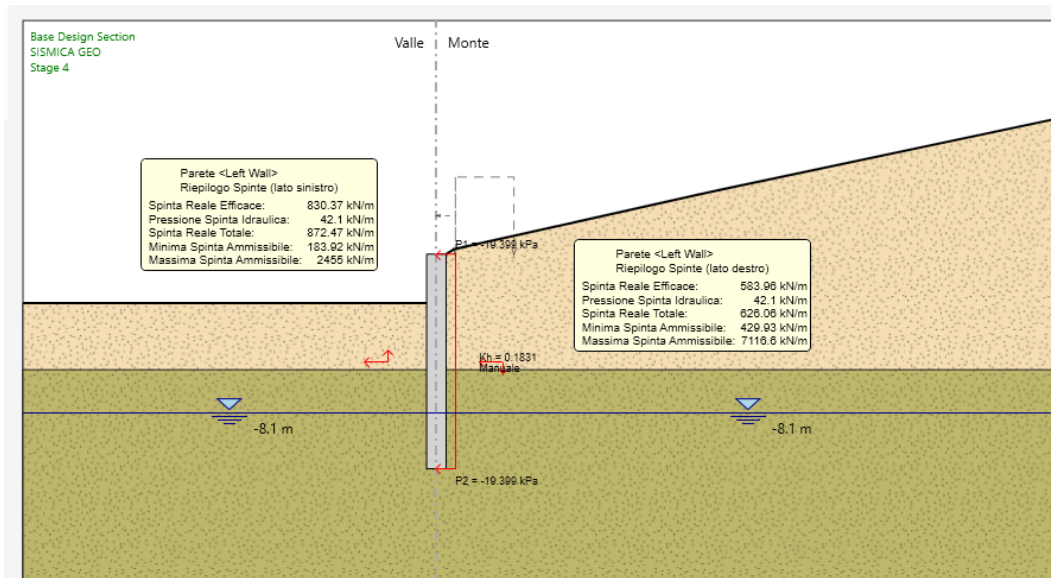 Base Design Section
SISMICA GEO
Stage 4
Valle
Monte
Parete <Left Wall>
Riepilogo Spinte (lato sinistro)
Spinta Reale Efficace: 830.37 kN/m
Pressione Spinta Idraulica: 42.1 kN/m
Spinta Reale Totale: 872.47 kN/m
Minima Spinta Ammissibile: 183.92 kN/m
Massima Spinta Ammissibile: 2455 kN/m
P1 = -19.399 kPa
Parete <Left Wall>
Riepilogo Spinte (lato destro)
Spinta Reale Efficace: 583.96 kN/m
Pressione Spinta Idraulica: 42.1 kN/m
Spinta Reale Totale: 626.06 kN/m
Minima Spinta Ammissibile: 429.93 kN/m
Massima Spinta Ammissibile: 7116.6 kN/m
Kh = 0.1831
Manuale
-8.1 m
-8.1 m
P2 = -19.399 kPa